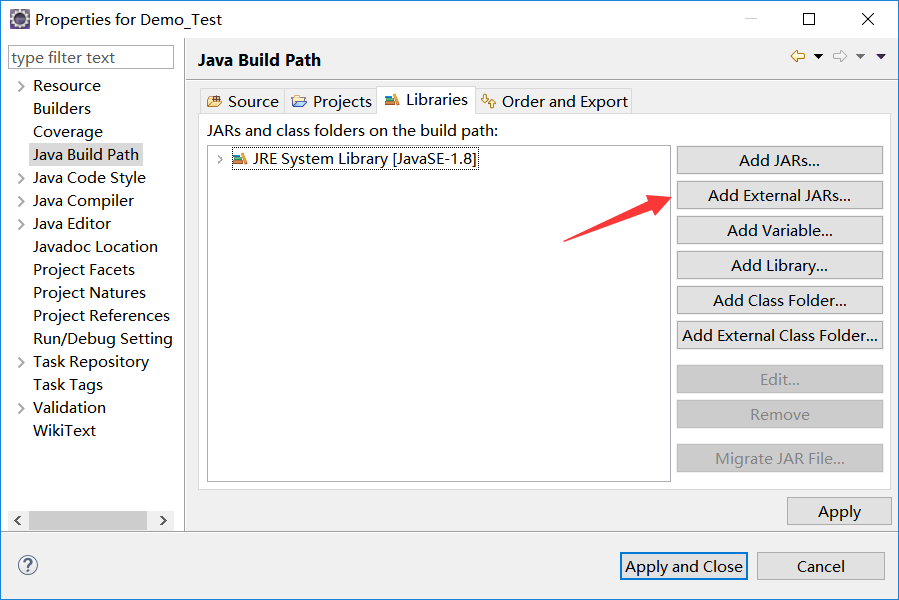 Properties for Demo_Test
type filter text
Resource
Builders
Coverage
Java Build Path
Java Code Style
Java Compiler
Java Editor
Javadoc Location
Project Facets
Project Natures
Project References
Run/Debug Setting
Task Repository
Task Tags
Validation
WikiText
Java Build Path
Source Projects Libraries Order and Export
JARs and class folders on the build path:
JRE System Library [JavaSE-1.8]
Add JARs...
Add External JARs...
Add Variable...
Add Library...
Add Class Folder...
Add External Class Folder...
Edit...
Remove
Migrate JAR File...
Apply
?
Apply and Close Cancel